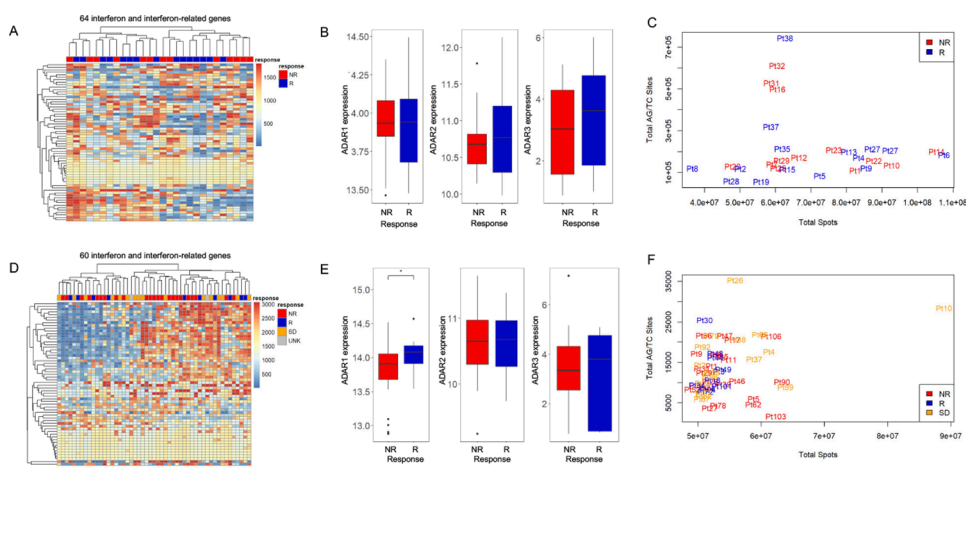 64 interferon and interferon-related genes
A
response
response
NR
R
1500
1000
500
B
14.50
14.25
14.00
13.75
13.50
ADAR1 expression
NR R
Response
12.0
11.5
11.0
10.5
10.0
ADAR2 expression
NR R
Response
6
4
2
ADAR3 expression
NR R
Response
C
NR
R
Total AG/TC Sites
7e+05
5e+05
3e+05
1e+05
Pt38
Pt32
Pt31
Pt16
Pt37
Pt35
Pt29
Pt12
Pt15
Pt23
Pt13
Pt27
Pt27
Pt4
Pt22
Pt10
Pt1
Pt9
Pt6
Pt8
Pt2
Pt28
Pt19
Pt5
4.0e+07 5.0e+07 6.0e+07 7.0e+07 8.0e+07 9.0e+07 1.0e+08 1.1e+08
Total Spots
D
60 interferon and interferon-related genes
response
response
NR
R
SD
UNK
3000
2500
2000
1500
1000
500
E
15.0
14.5
14.0
13.5
13.0
ADAR1 expression
*
NR R
Response
11
10
ADAR2 expression
NR R
Response
6
4
2
ADAR3 expression
NR R
Response
F
Total AG/TC Sites
35000
25000
15000
5000
Pt26
Pt10
Pt30
Pt106
Pt4
Pt37
Pt9
Pt11
Pt49
Pt46
Pt90
Pt5
Pt62
Pt78
Pt103
NR
R
SD
5e+07 6e+07 7e+07 8e+07 9e+07
Total Spots